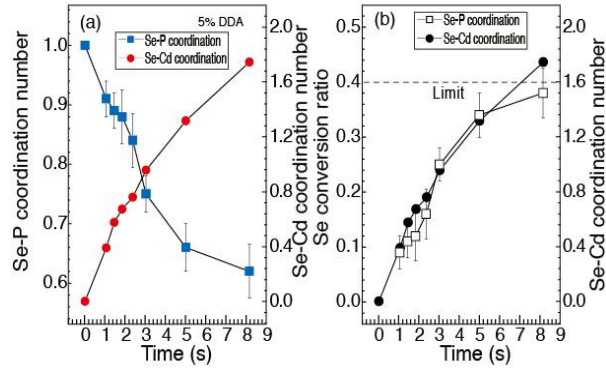 (a)
5% DDA
Se-P coordination
Se-Cd coordination
Se-P coordination number
1.0
0.9
0.8
0.7
0.6
2.0
1.6
1.2
0.8
0.4
0.0
Se-Cd coordination number
0 1 2 3 4 5 6 7 8 9
Time (s)
(b)
Se-P coordination
Se-Cd coordination
Limit
Se conversion ratio
0.5
0.4
0.3
0.2
0.1
0.0
2.0
1.6
1.2
0.8
0.4
0.0
Se-Cd coordination number
0 1 2 3 4 5 6 7 8 9
Time (s)